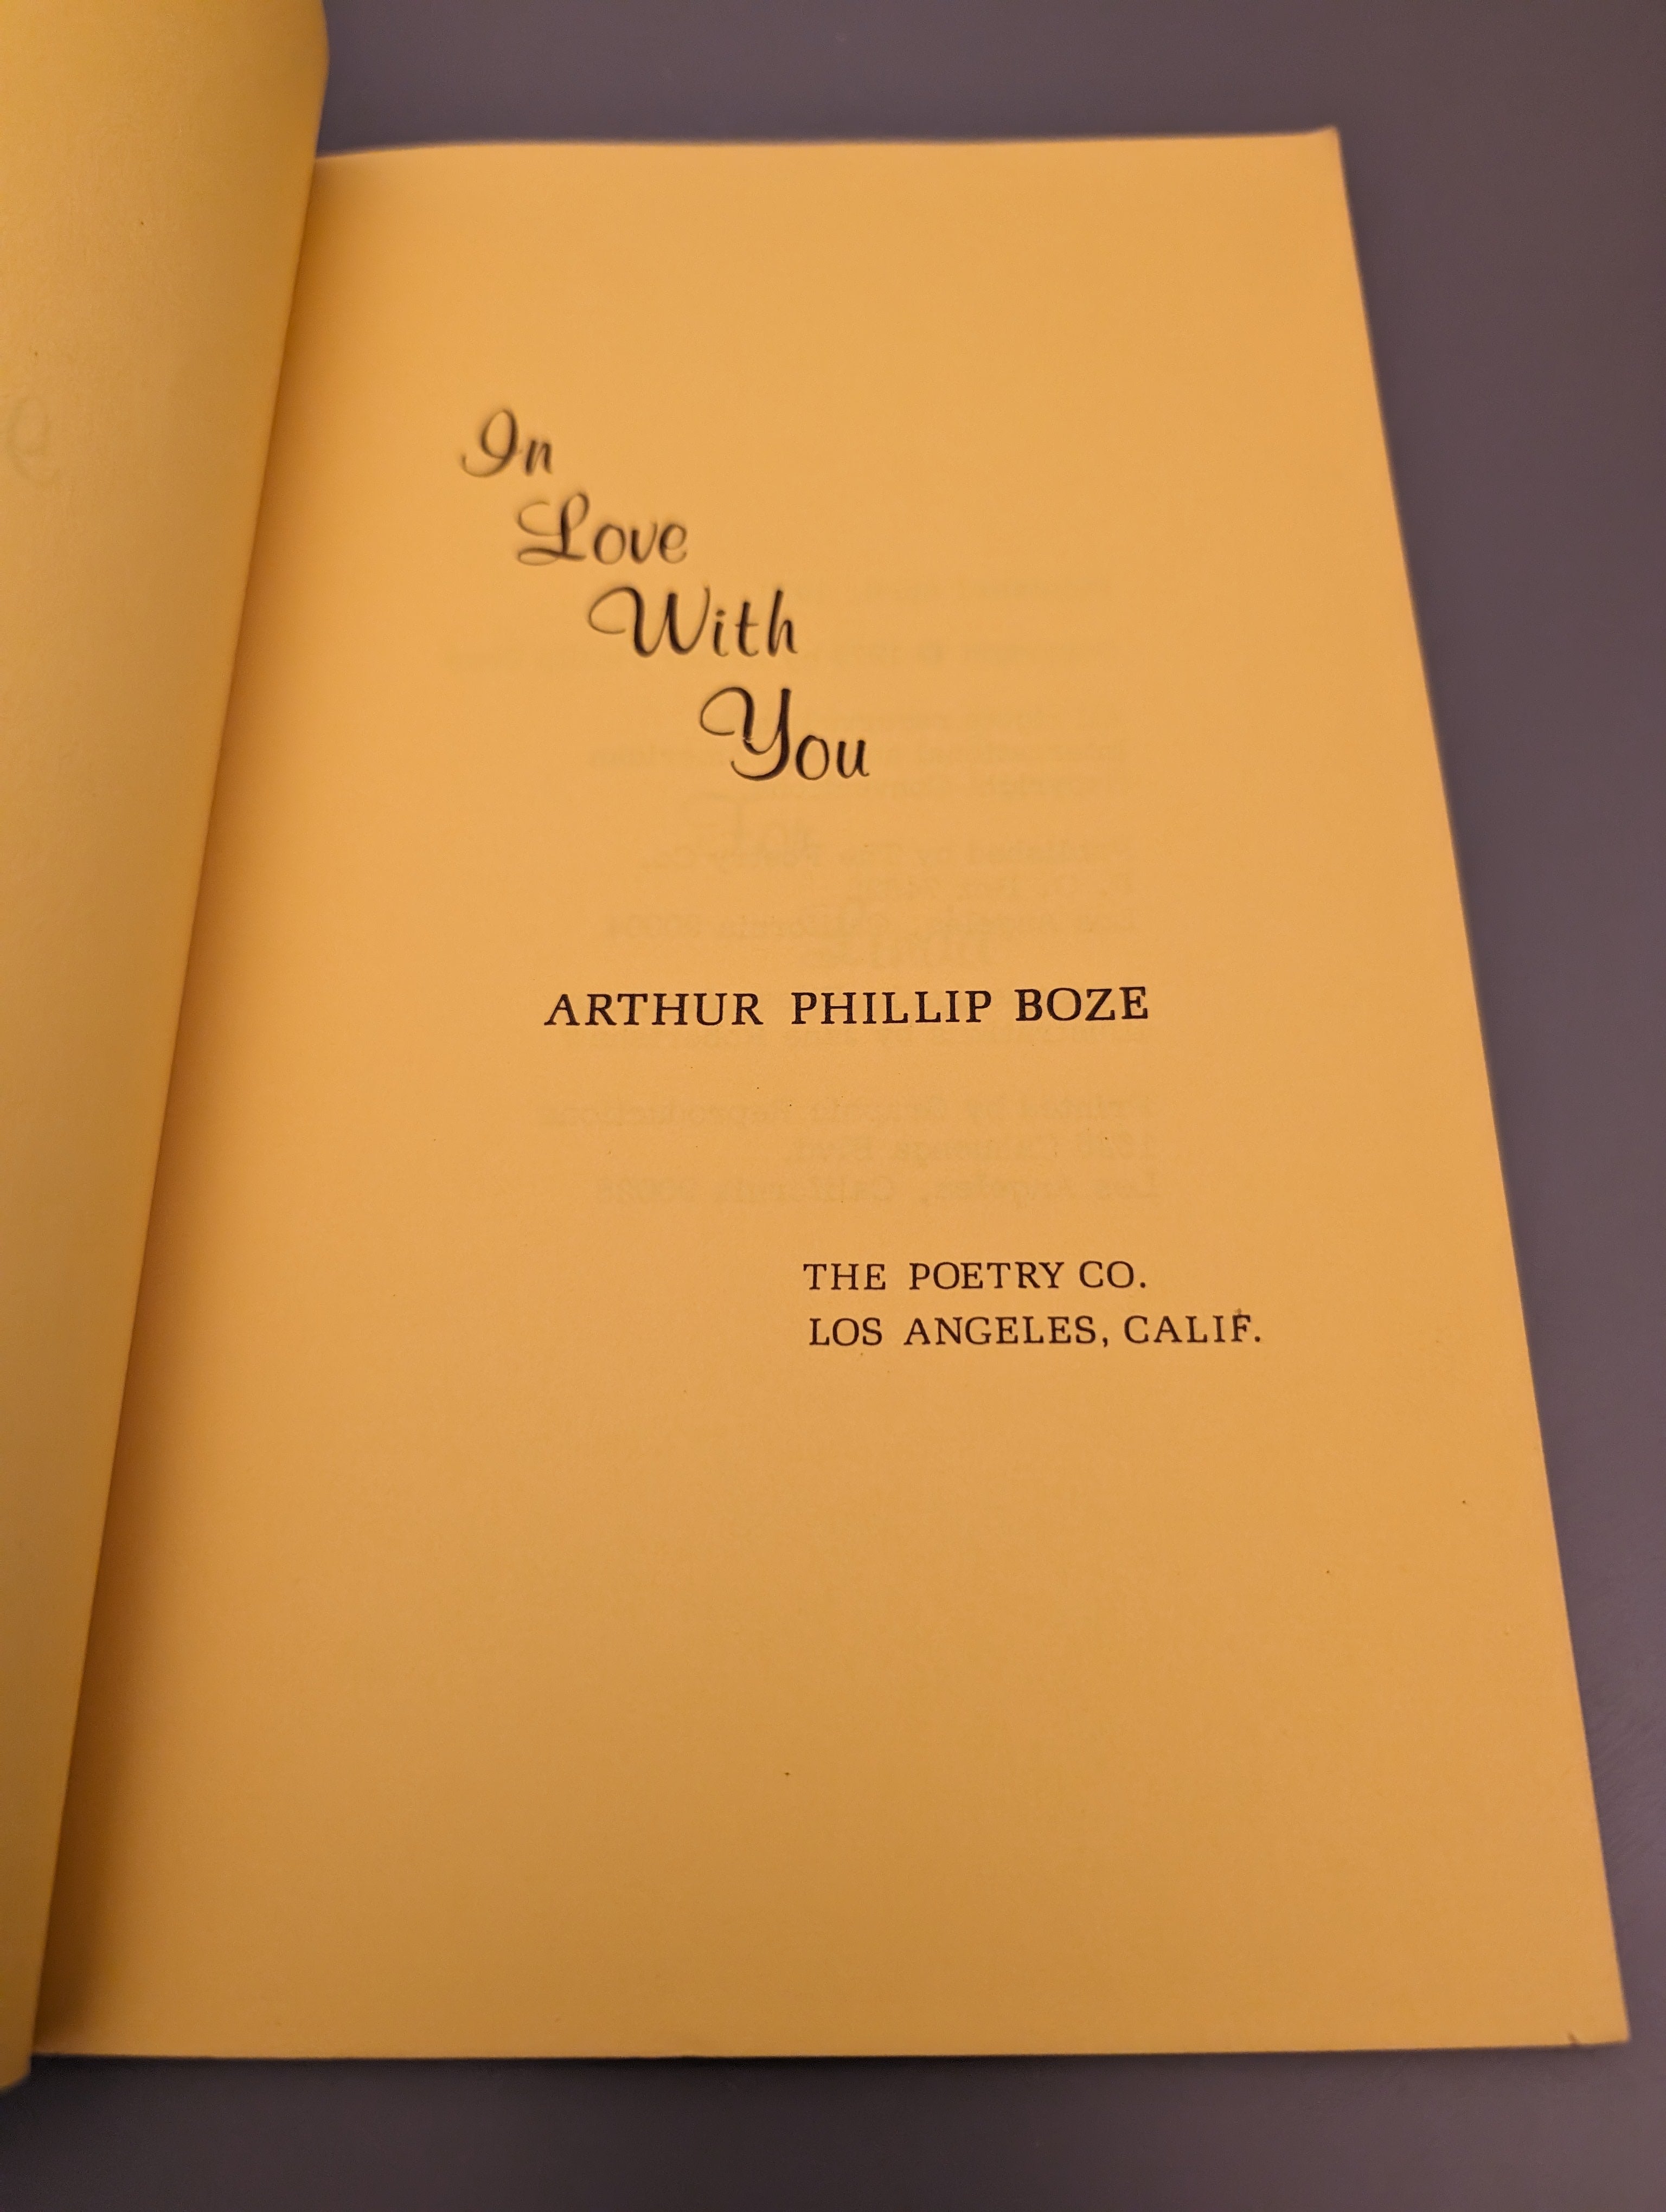 In
Love
With
You
ARTHUR PHILLIP BOZE
THE POETRY CO.
LOS ANGELES, CALIF.